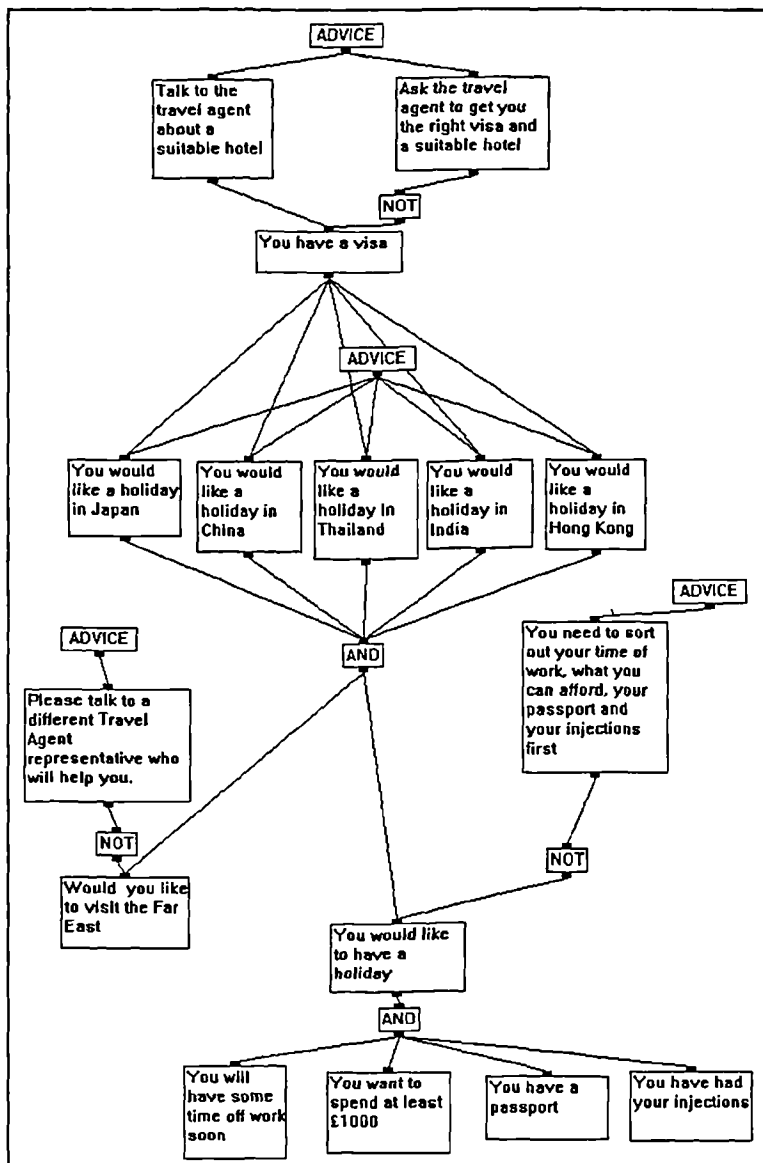 ADVICE
Talk to the
travel agent
about a
suitable hotel
Ask the travel
agent to get you
the right visa and
a suitable hotel
NOT
You have a visa
ADVICE
You would
like a holiday
in Japan
You would
like a
holiday in
China
You would
like a
holiday in
Thailand
You would
like a
holiday in
India
You would
like a
holiday in
Hong Kong
ADVICE
ADVICE
AND
You need to sort
out your time of
work, what you
can afford, your
passport and
your injections
first
Please talk to a
different Travel
Agent
representative who
will help you.
NOT
NOT
Would you like
to visit the Far
East
You would like
to have a
holiday
AND
You will
have some
time off work
soon
You want to
spend at least
£1000
You have a
passport
You have had
your injections